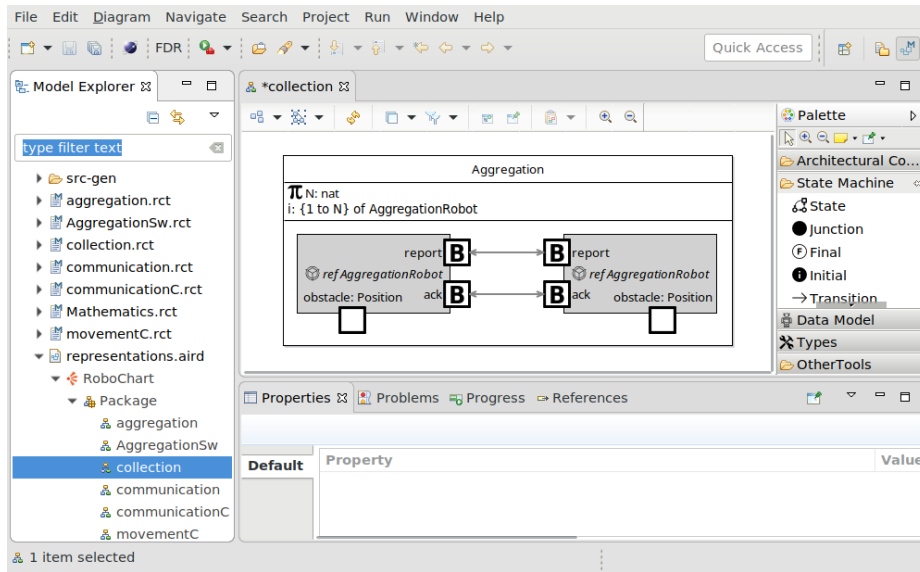 File Edit Diagram Navigate Search Project Run Window Help
FDR Quick Access
Model Explorer
type filter text
src-gen
aggregation.rct
AggregationSw.rct
collection.rct
communication.rct
communicationC.rct
Mathematics.rct
movementC.rct
representations.aird
RoboChart
Package
aggregation
AggregationSw
collection
communication
communicationC
movementC
*collection
Aggregation
π N: nat
i: {1 to N} of AggregationRobot
report B B report
ref AggregationRobot ref AggregationRobot
obstacle: Position ack B B ack obstacle: Position
Palette
Architectural Co...
State Machine
State
Junction
F Final
i Initial
Transition
Data Model
Types
OtherTools
Properties Problems Progress References
Default Property Value
1 item selected